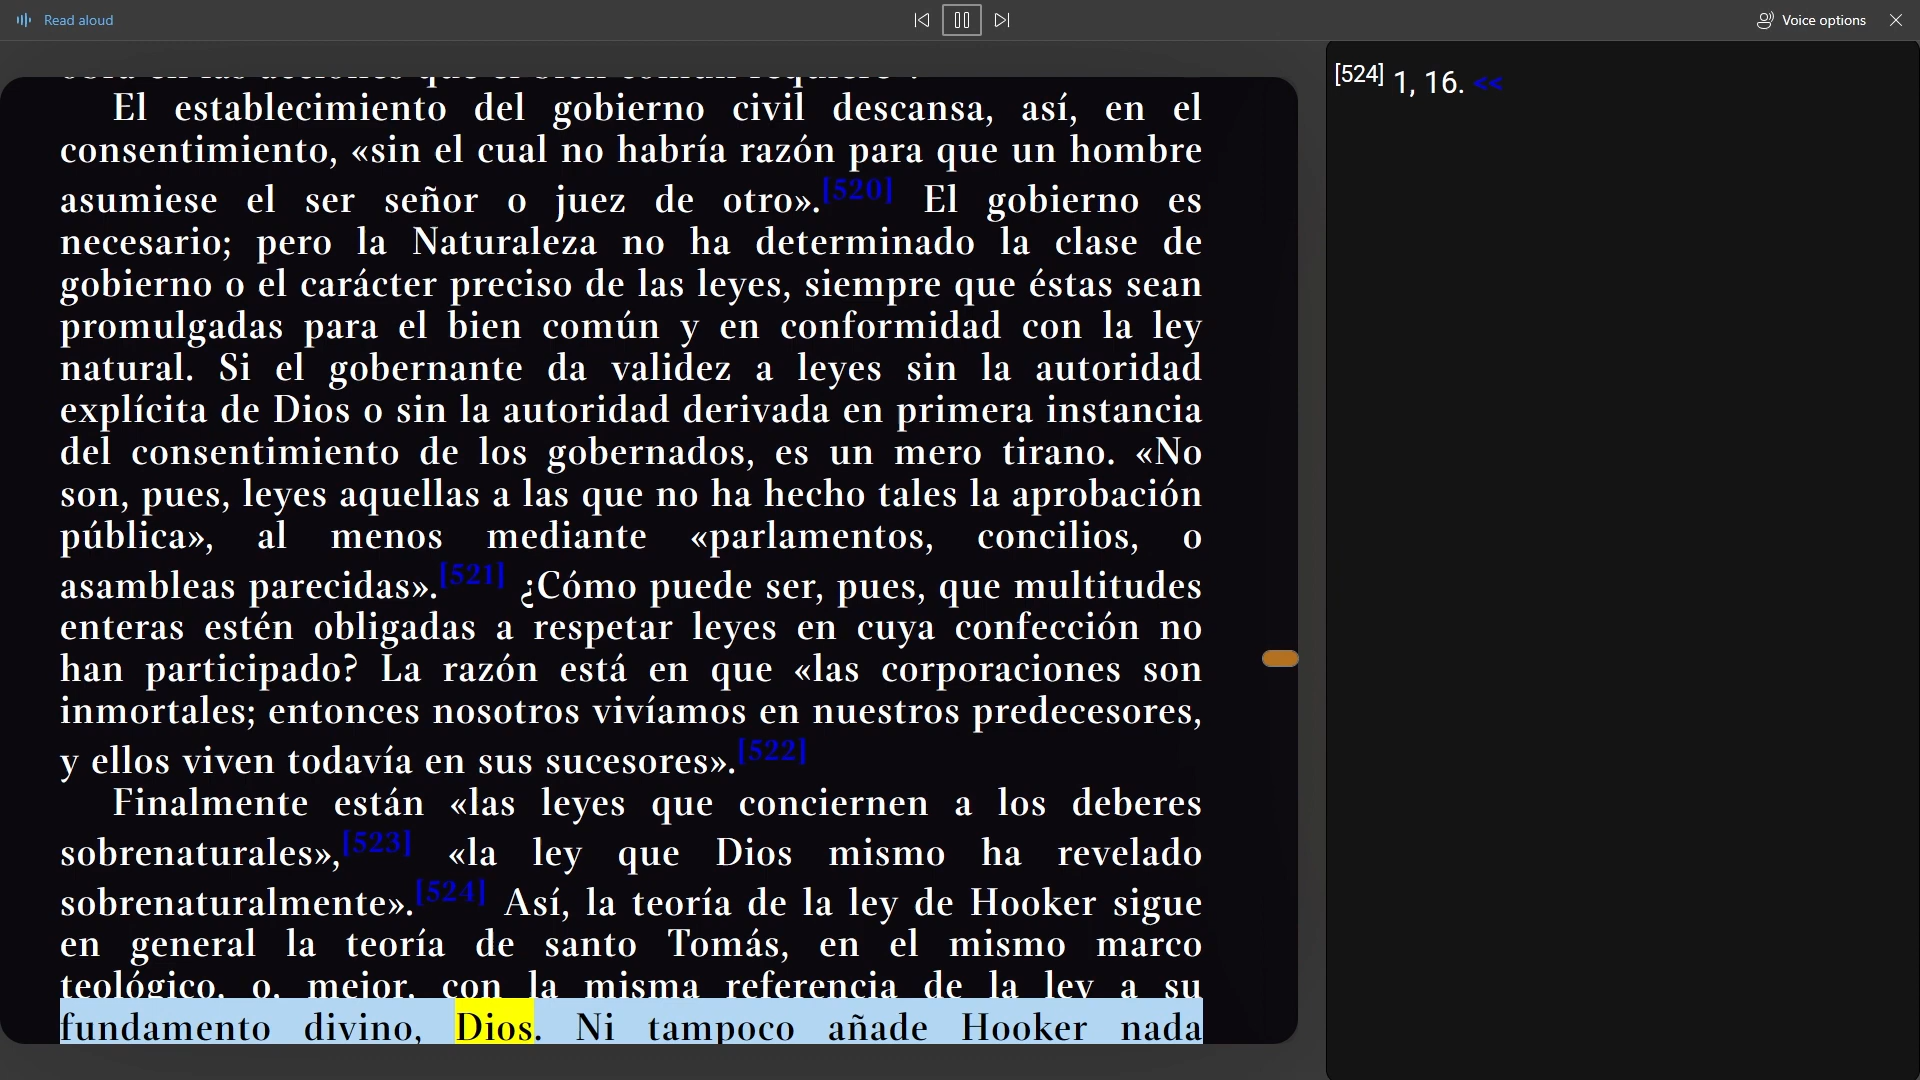 Read aloud
Voice options
El establecimiento del gobierno civil descansa, así, en el
consentimiento, «sin el cual no habría razón para que un hombre
asumiese el ser señor o juez de otro».[520] El gobierno es
necesario; pero la Naturaleza no ha determinado la clase de
gobierno o el carácter preciso de las leyes, siempre que éstas sean
promulgadas para el bien común y en conformidad con la ley
natural. Si el gobernante da validez a leyes sin la autoridad
explícita de Dios o sin la autoridad derivada en primera instancia
del consentimiento de los gobernados, es un mero tirano. «No
son, pues, leyes aquellas a las que no ha hecho tales la aprobación
pública», al menos mediante «parlamentos, concilios, o
asambleas parecidas».[521] ¿Cómo puede ser, pues, que multitudes
enteras estén obligadas a respetar leyes en cuya confección no
han participado? La razón está en que «las corporaciones son
inmortales; entonces nosotros vivíamos en nuestros predecesores,
y ellos viven todavía en sus sucesores».[522]
Finalmente están «las leyes que conciernen a los deberes
sobrenaturales»,[523] «la ley que Dios mismo ha revelado
sobrenaturalmente».[524] Así, la teoría de la ley de Hooker sigue
en general la teoría de santo Tomás, en el mismo marco
teológico, o, mejor, con la misma referencia de la ley a su
fundamento divino, Dios. Ni tampoco añade Hooker nada
[524] 1, 16. <<